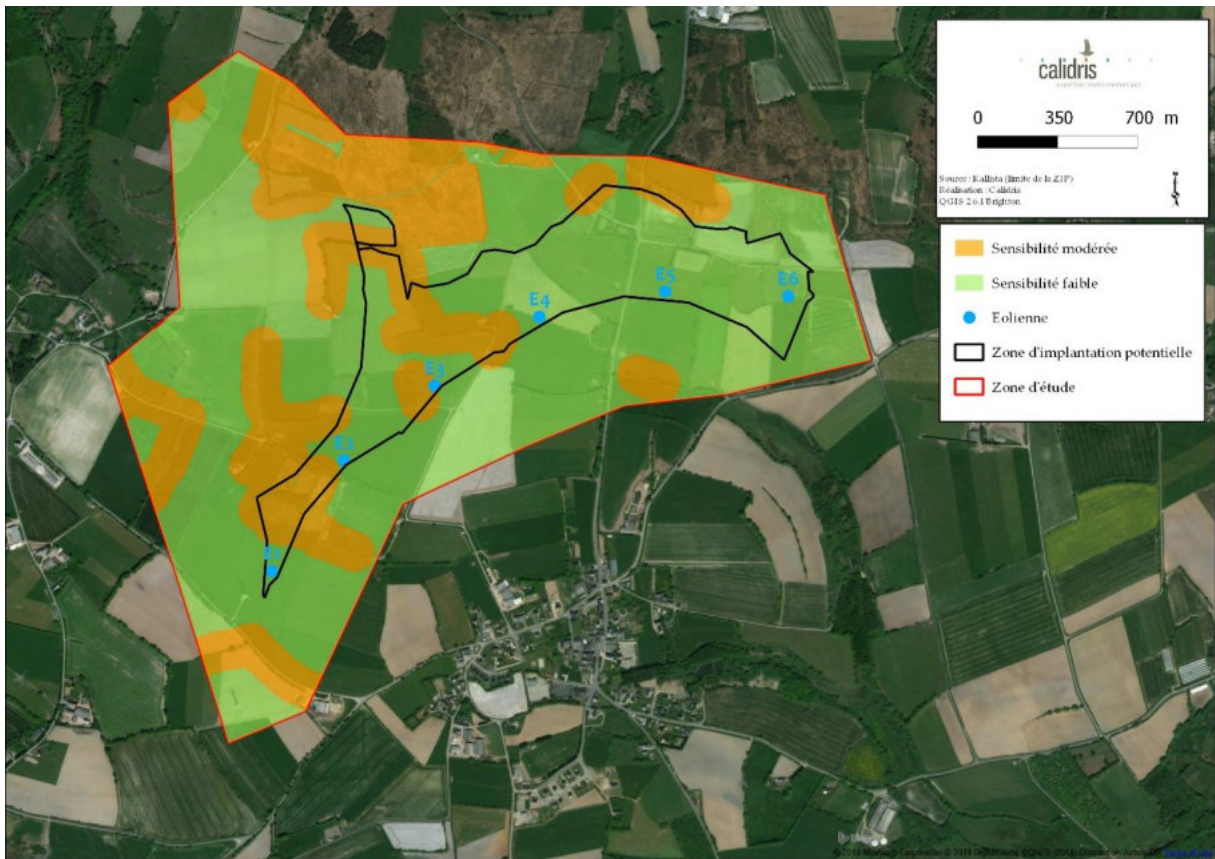 calidris
0 350 700 m
Source : Kallista (limite de la ZIP)
Réalisation : Calidris
QGIS 2.6.1 Brighton
N
Sensibilité modérée
Sensibilité faible
Eolienne
Zone d'implantation potentielle
Zone d'étude
E5
E6
E4
E3
E2
E1